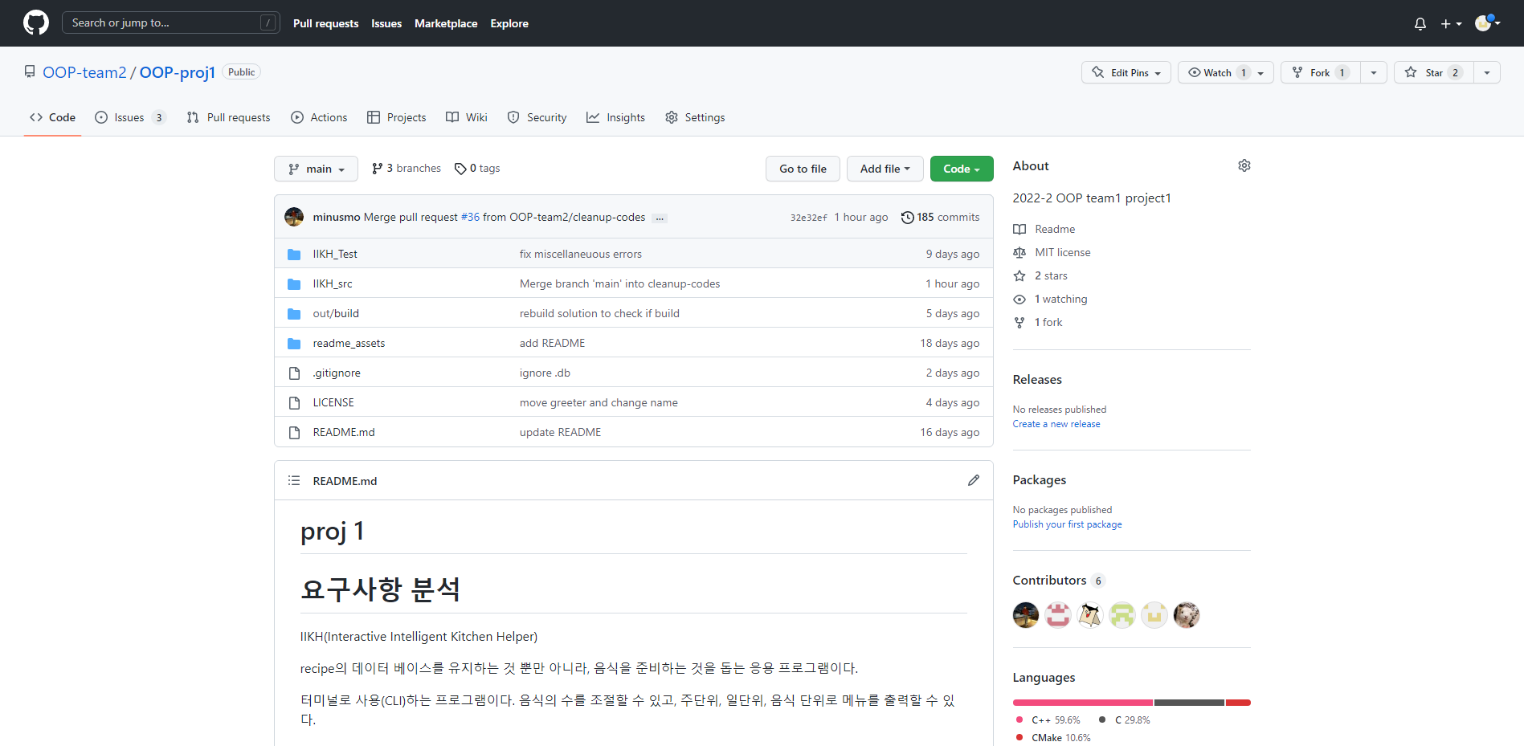 Search or jump to... /
Pull requests Issues Marketplace Explore
OOP-team2 / OOP-proj1 Public
Edit Pins Watch 1 Fork 1 Star 2
Code Issues 3 Pull requests Actions Projects Wiki Security Insights Settings
main 3 branches 0 tags Go to file Add file Code
minusmo Merge pull request #36 from OOP-team2/cleanup-codes ... 32e32ef 1 hour ago 185 commits
IIKH_Test fix miscellaneuous errors 9 days ago
IIKH_src Merge branch 'main' into cleanup-codes 1 hour ago
out/build rebuild solution to check if build 5 days ago
readme_assets add README 18 days ago
.gitignore ignore .db 2 days ago
LICENSE move greeter and change name 4 days ago
README.md update README 16 days ago
README.md
proj 1
요구사항 분석
IIKH(Interactive Intelligent Kitchen Helper)
recipe의 데이터 베이스를 유지하는 것 뿐만 아니라, 음식을 준비하는 것을 돕는 응용 프로그램이다.
터미널로 사용(CLI)하는 프로그램이다. 음식의 수를 조절할 수 있고, 주단위, 일단위, 음식 단위로 메뉴를 출력할 수 있
다.
About
2022-2 OOP team1 project1
Readme
MIT license
2 stars
1 watching
1 fork
Releases
No releases published
Create a new release
Packages
No packages published
Publish your first package
Contributors 6
Languages
C++ 59.6% C 29.8%
CMake 10.6%